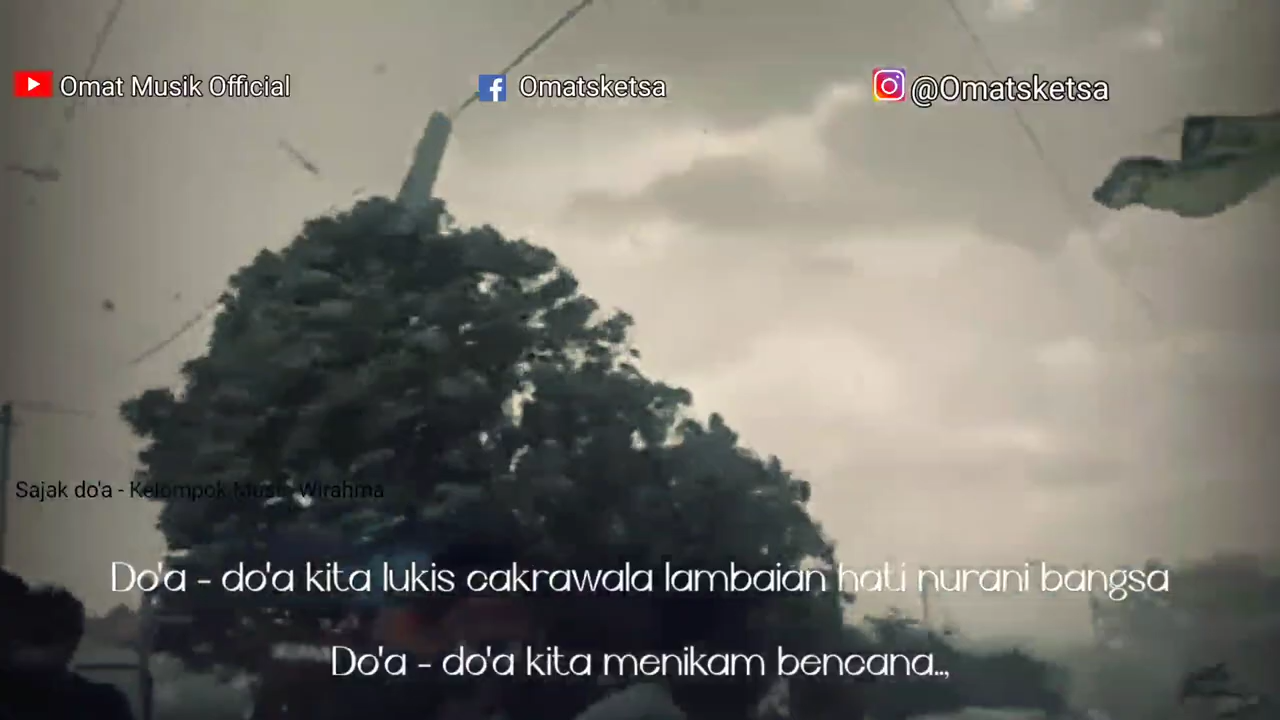 Omat Musik Official
Omatsketsa
@Omatsketsa
Sajak do'a - Kelompok Music Wirahma
Do'a - do'a kita lukis cakrawala lambaian hati nurani bangsa
Do'a - do'a kita menikam bencana..,